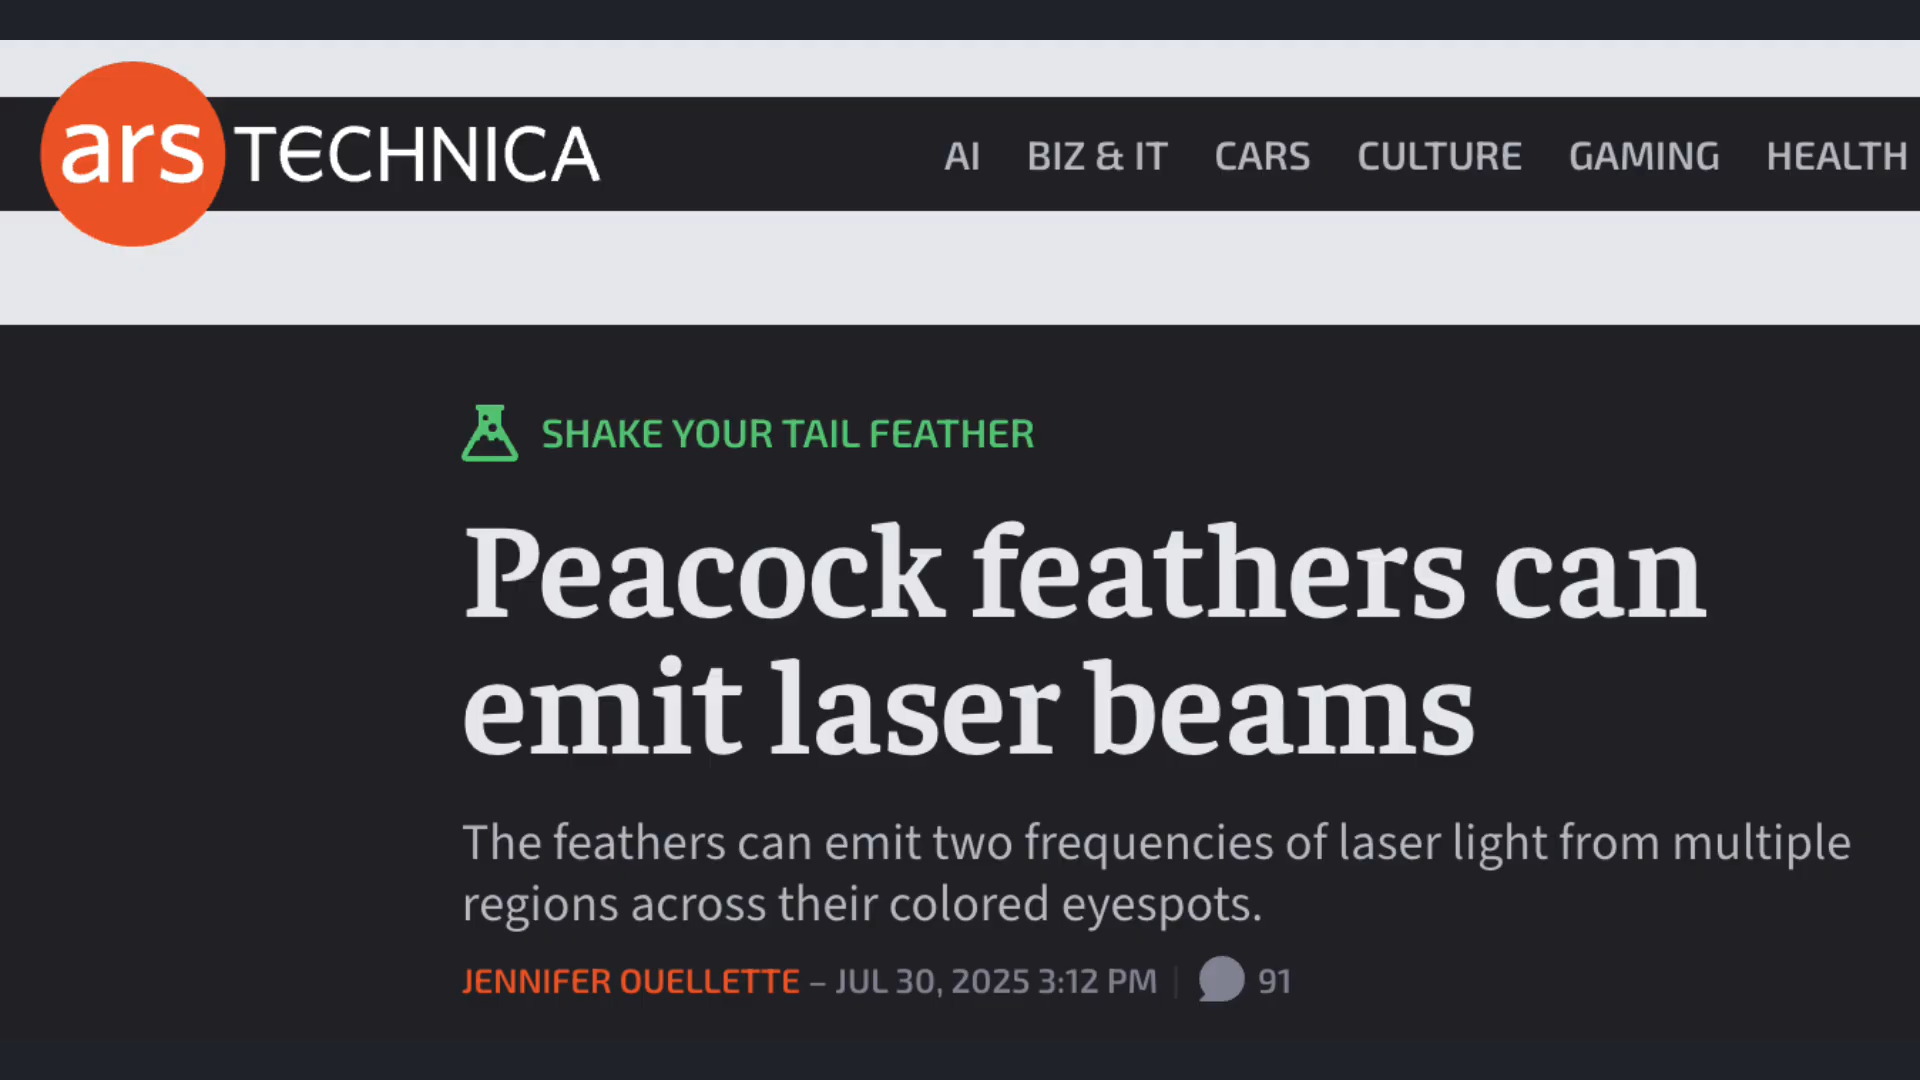 ars TECHNICA
AI BIZ & IT CARS CULTURE GAMING HEALTH
SHAKE YOUR TAIL FEATHER
Peacock feathers can
emit laser beams
The feathers can emit two frequencies of laser light from multiple
regions across their colored eyespots.
JENNIFER OUELLETTE – JUL 30, 2025 3:12 PM 91